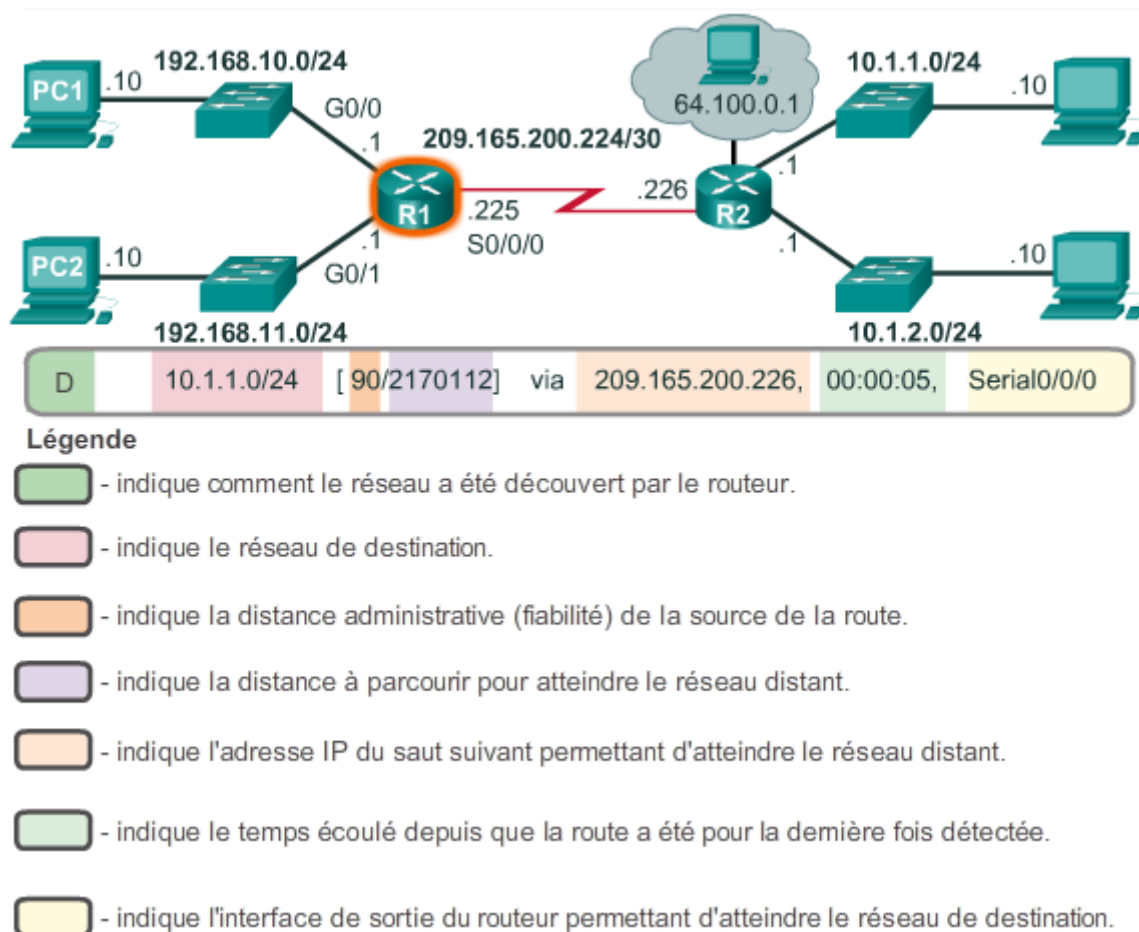 192.168.10.0/24
10.1.1.0/24
PC1
.10
G0/0
.1
64.100.0.1
.10
209.165.200.224/30
.1
R1
.225
S0/0/0
.226
R2
PC2
.10
.1
G0/1
.1
.10
192.168.11.0/24
10.1.2.0/24
D 10.1.1.0/24 [ 90/2170112] via 209.165.200.226, 00:00:05, Serial0/0/0
Légende
- indique comment le réseau a été découvert par le routeur.
- indique le réseau de destination.
- indique la distance administrative (fiabilité) de la source de la route.
- indique la distance à parcourir pour atteindre le réseau distant.
- indique l'adresse IP du saut suivant permettant d'atteindre le réseau distant.
- indique le temps écoulé depuis que la route a été pour la dernière fois détectée.
- indique l'interface de sortie du routeur permettant d'atteindre le réseau de destination.